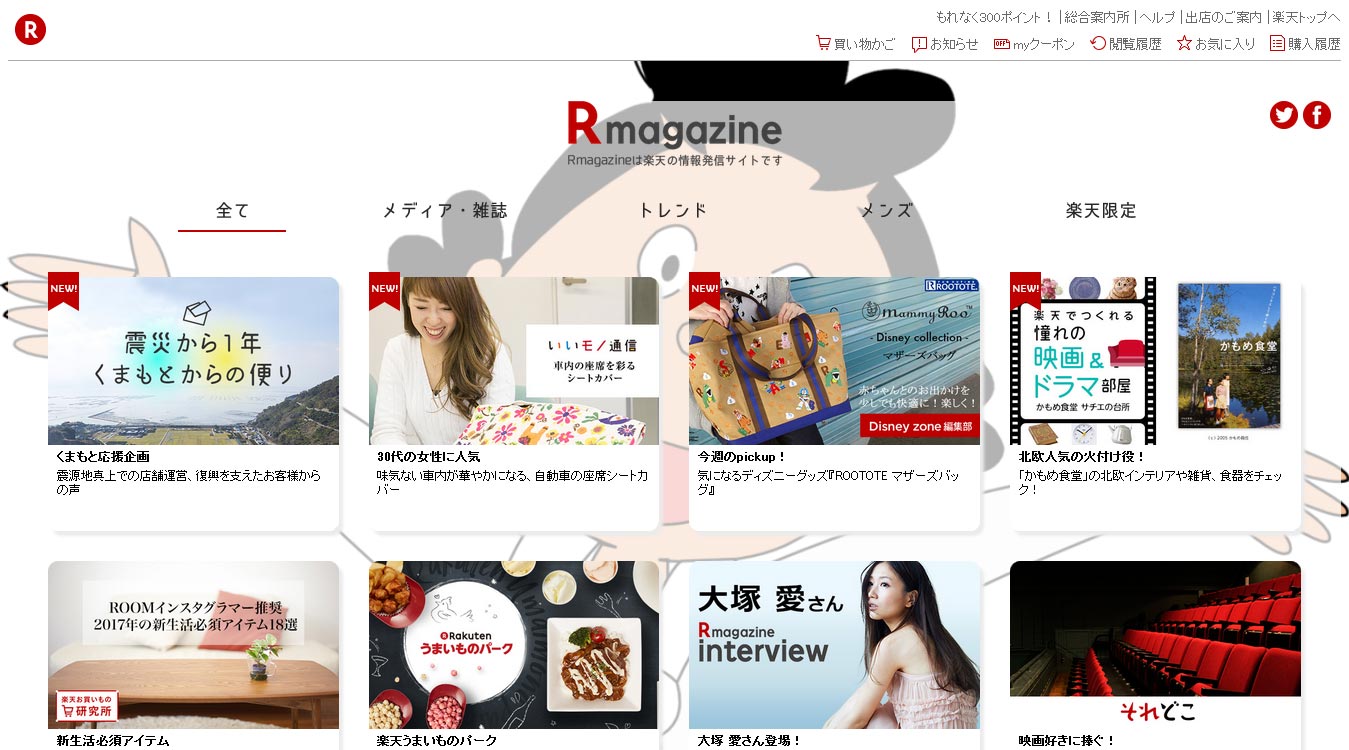 R
もれなく300ポイント！ | 総合案内所 | ヘルプ | 出店のご案内 | 楽天トップへ
買い物かご お知らせ myクーポン 閲覧履歴 お気に入り 購入履歴
Rmagazine
Rmagazineは楽天の情報発信サイトです
全て メディア・雑誌 トレンド メンズ 楽天限定
NEW!
震災から1年
くまもとからの便り
くまもと応援企画
震源地真上での店舗運営、復興を支えたお客様から
の声
NEW!
いいモノ通信
車内の座席を彩る
シートカバー
30代の女性に人気
味気ない車内が華やかになる、自動車の座席シートカ
バー
NEW!
ROOTOTE
MammyRoo
- Disney collection -
マザーズバッグ
赤ちゃんとのお出かけを
少しでも快適に！楽しく！
Disney zone 編集部
今週のpickup！
気になるディズニーグッズ『ROOTOTE マザーズバッ
グ』
NEW!
楽天でつくれる
憧れの
映画&
ドラマ部屋
かもめ食堂 サチエの台所
かもめ食堂
北欧人気の火付け役！
「かもめ食堂」の北欧インテリアや雑貨、食器をチェッ
ク！
ROOMインスタグラマー推奨
2017年の新生活必須アイテム18選
楽天お買いもの
研究所
新生活必須アイテム
Rakuten
うまいものパーク
楽天うまいものパーク
大塚 愛さん
Rmagazine
interview
大塚 愛さん登場！
それどこ
映画好きに捧ぐ！